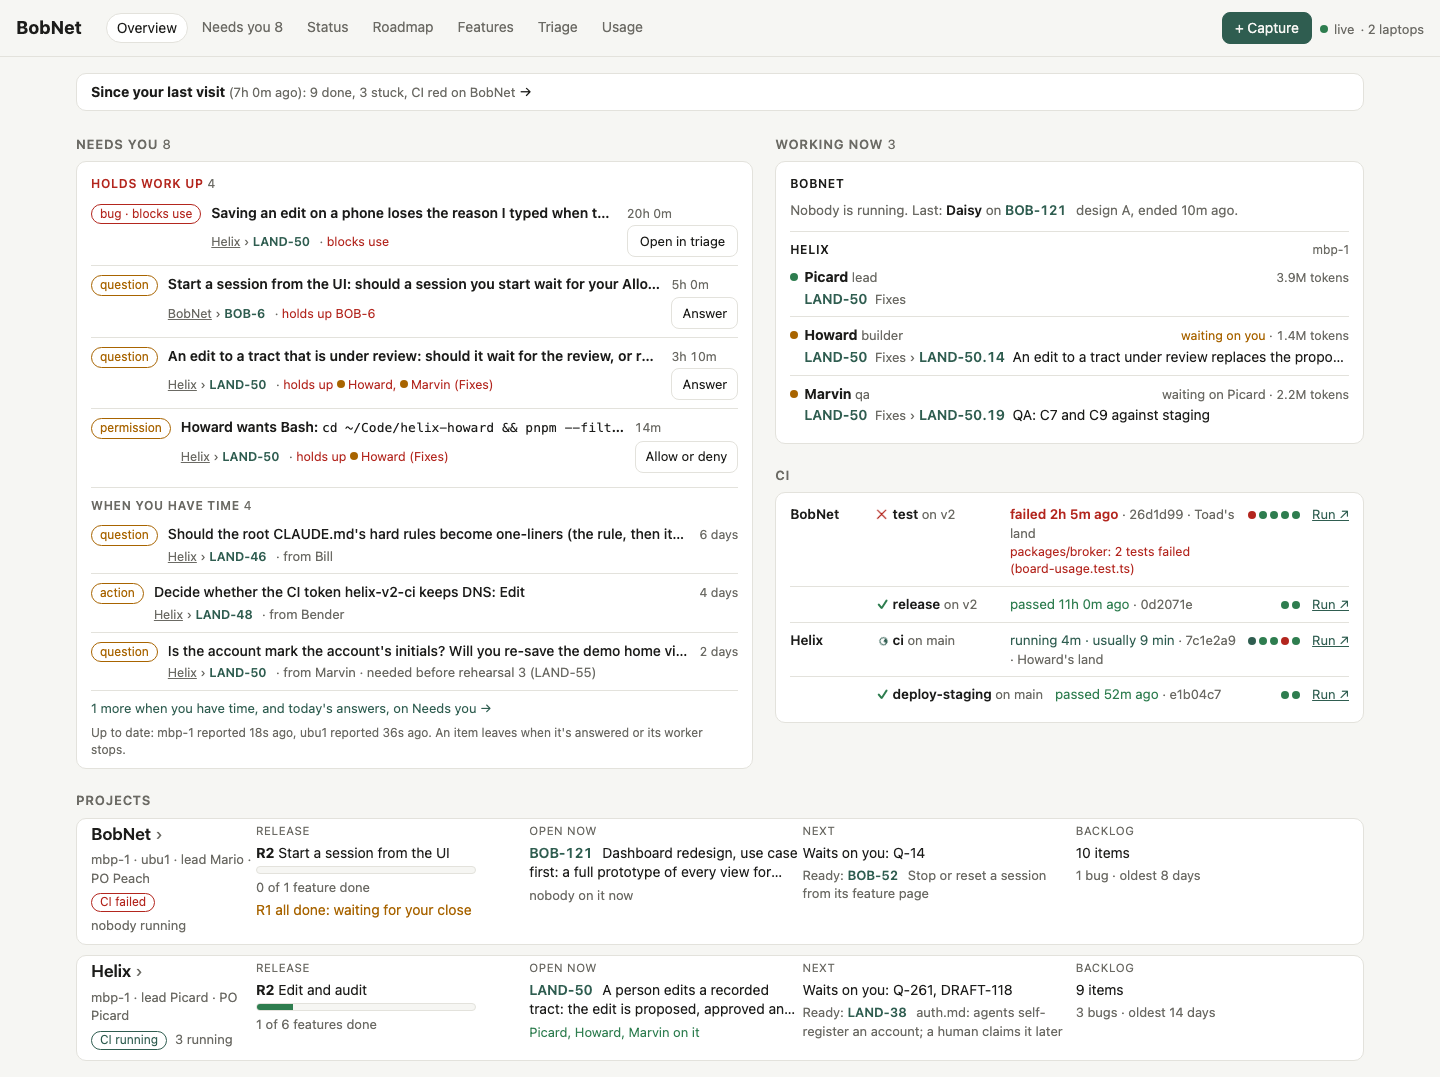 BobNet
Overview
Needs you 8
Status
Roadmap
Features
Triage
Usage
+ Capture
live · 2 laptops
Since your last visit (7h 0m ago): 9 done, 3 stuck, CI red on BobNet →
NEEDS YOU 8
HOLDS WORK UP 4
bug · blocks use
Saving an edit on a phone loses the reason I typed when t...
20h 0m
Helix › LAND-50 · blocks use
Open in triage
question
Start a session from the UI: should a session you start wait for your Allo...
5h 0m
BobNet › BOB-6 · holds up BOB-6
Answer
question
An edit to a tract that is under review: should it wait for the review, or r...
3h 10m
Helix › LAND-50 · holds up Howard, Marvin (Fixes)
Answer
permission
Howard wants Bash: cd ~/Code/helix-howard && pnpm --filt...
14m
Helix › LAND-50 · holds up Howard (Fixes)
Allow or deny
WHEN YOU HAVE TIME 4
question
Should the root CLAUDE.md's hard rules become one-liners (the rule, then it...
6 days
Helix › LAND-46 · from Bill
action
Decide whether the CI token helix-v2-ci keeps DNS: Edit
4 days
Helix › LAND-48 · from Bender
question
Is the account mark the account's initials? Will you re-save the demo home vi...
2 days
Helix › LAND-50 · from Marvin · needed before rehearsal 3 (LAND-55)
1 more when you have time, and today's answers, on Needs you →
Up to date: mbp-1 reported 18s ago, ubu1 reported 36s ago. An item leaves when it's answered or its worker
stops.
WORKING NOW 3
BOBNET
Nobody is running. Last: Daisy on BOB-121 design A, ended 10m ago.
HELIX
mbp-1
Picard lead
3.9M tokens
LAND-50 Fixes
Howard builder
waiting on you · 1.4M tokens
LAND-50 Fixes › LAND-50.14 An edit to a tract under review replaces the propo...
Marvin qa
waiting on Picard · 2.2M tokens
LAND-50 Fixes › LAND-50.19 QA: C7 and C9 against staging
CI
BobNet
test on v2
failed 2h 5m ago · 26d1d99 · Toad's
land
packages/broker: 2 tests failed
(board-usage.test.ts)
Run ↗
release on v2
passed 11h 0m ago · 0d2071e
Run ↗
Helix
ci on main
running 4m · usually 9 min · 7c1e2a9
· Howard's land
Run ↗
deploy-staging on main
passed 52m ago · e1b04c7
Run ↗
PROJECTS
BobNet ›
mbp-1 · ubu1 · lead Mario ·
PO Peach
CI failed
nobody running
RELEASE
R2 Start a session from the UI
0 of 1 feature done
R1 all done: waiting for your close
OPEN NOW
BOB-121 Dashboard redesign, use case
first: a full prototype of every view for...
nobody on it now
NEXT
Waits on you: Q-14
Ready: BOB-52 Stop or reset a session
from its feature page
BACKLOG
10 items
1 bug · oldest 8 days
Helix ›
mbp-1 · lead Picard · PO
Picard
CI running
3 running
RELEASE
R2 Edit and audit
1 of 6 features done
OPEN NOW
LAND-50 A person edits a recorded
tract: the edit is proposed, approved an...
Picard, Howard, Marvin on it
NEXT
Waits on you: Q-261, DRAFT-118
Ready: LAND-38 auth.md: agents self-
register an account; a human claims it later
BACKLOG
9 items
3 bugs · oldest 14 days